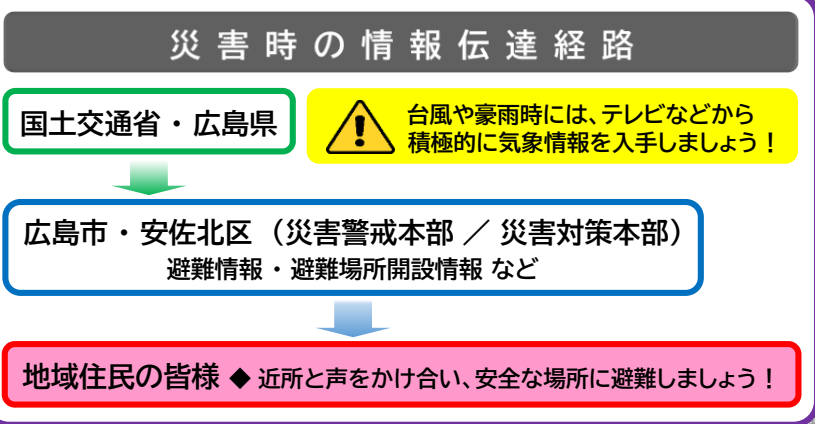 災害時の情報伝達経路
国土交通省・広島県
台風や豪雨時には、テレビなどから
積極的に気象情報を入手しましょう！
広島市・安佐北区（災害警戒本部／災害対策本部）
避難情報・避難場所開設情報 など
地域住民の皆様 ◆ 近所と声をかけ合い、安全な場所に避難しましょう！